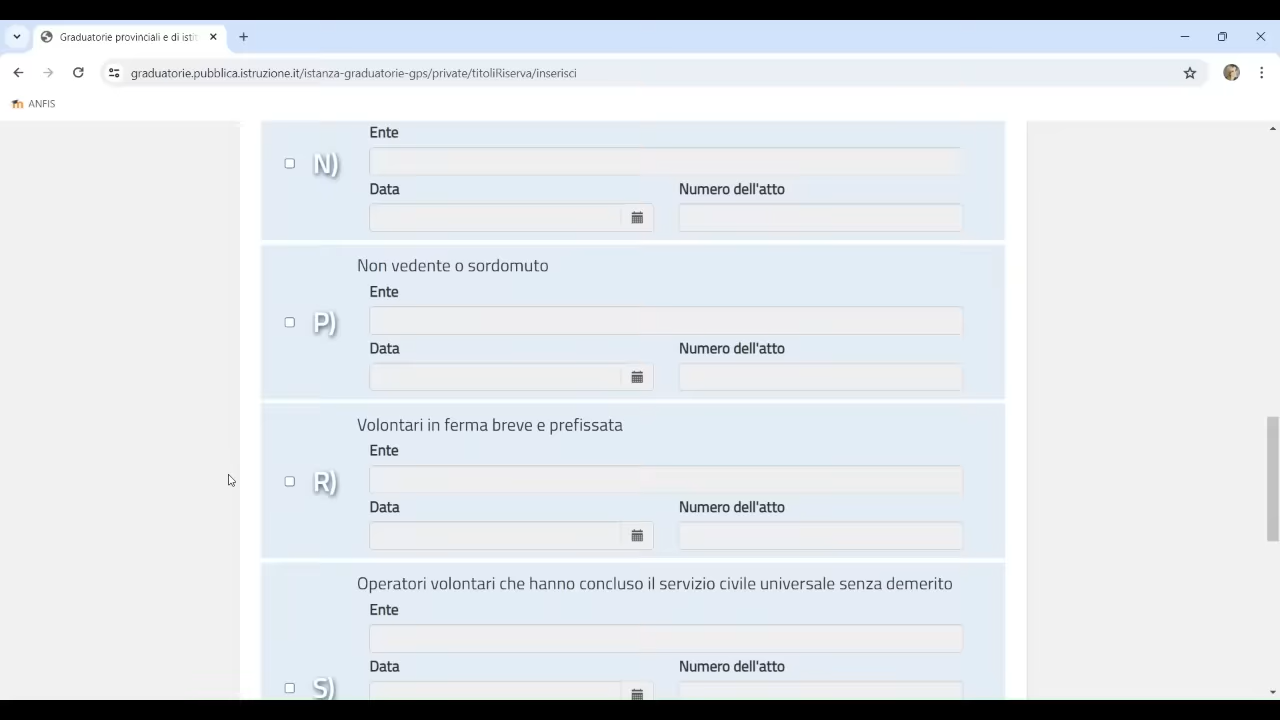 Graduatorie provinciali e di istit
graduatorie.pubblica.istruzione.it/istanza-graduatorie-gps/private/titoliRiserva/inserisci
ANFIS
Ente
N)
Data Numero dell'atto
Non vedente o sordomuto
Ente
P)
Data Numero dell'atto
Volontari in ferma breve e prefissata
Ente
R)
Data Numero dell'atto
Operatori volontari che hanno concluso il servizio civile universale senza demerito
Ente
Data Numero dell'atto
S)